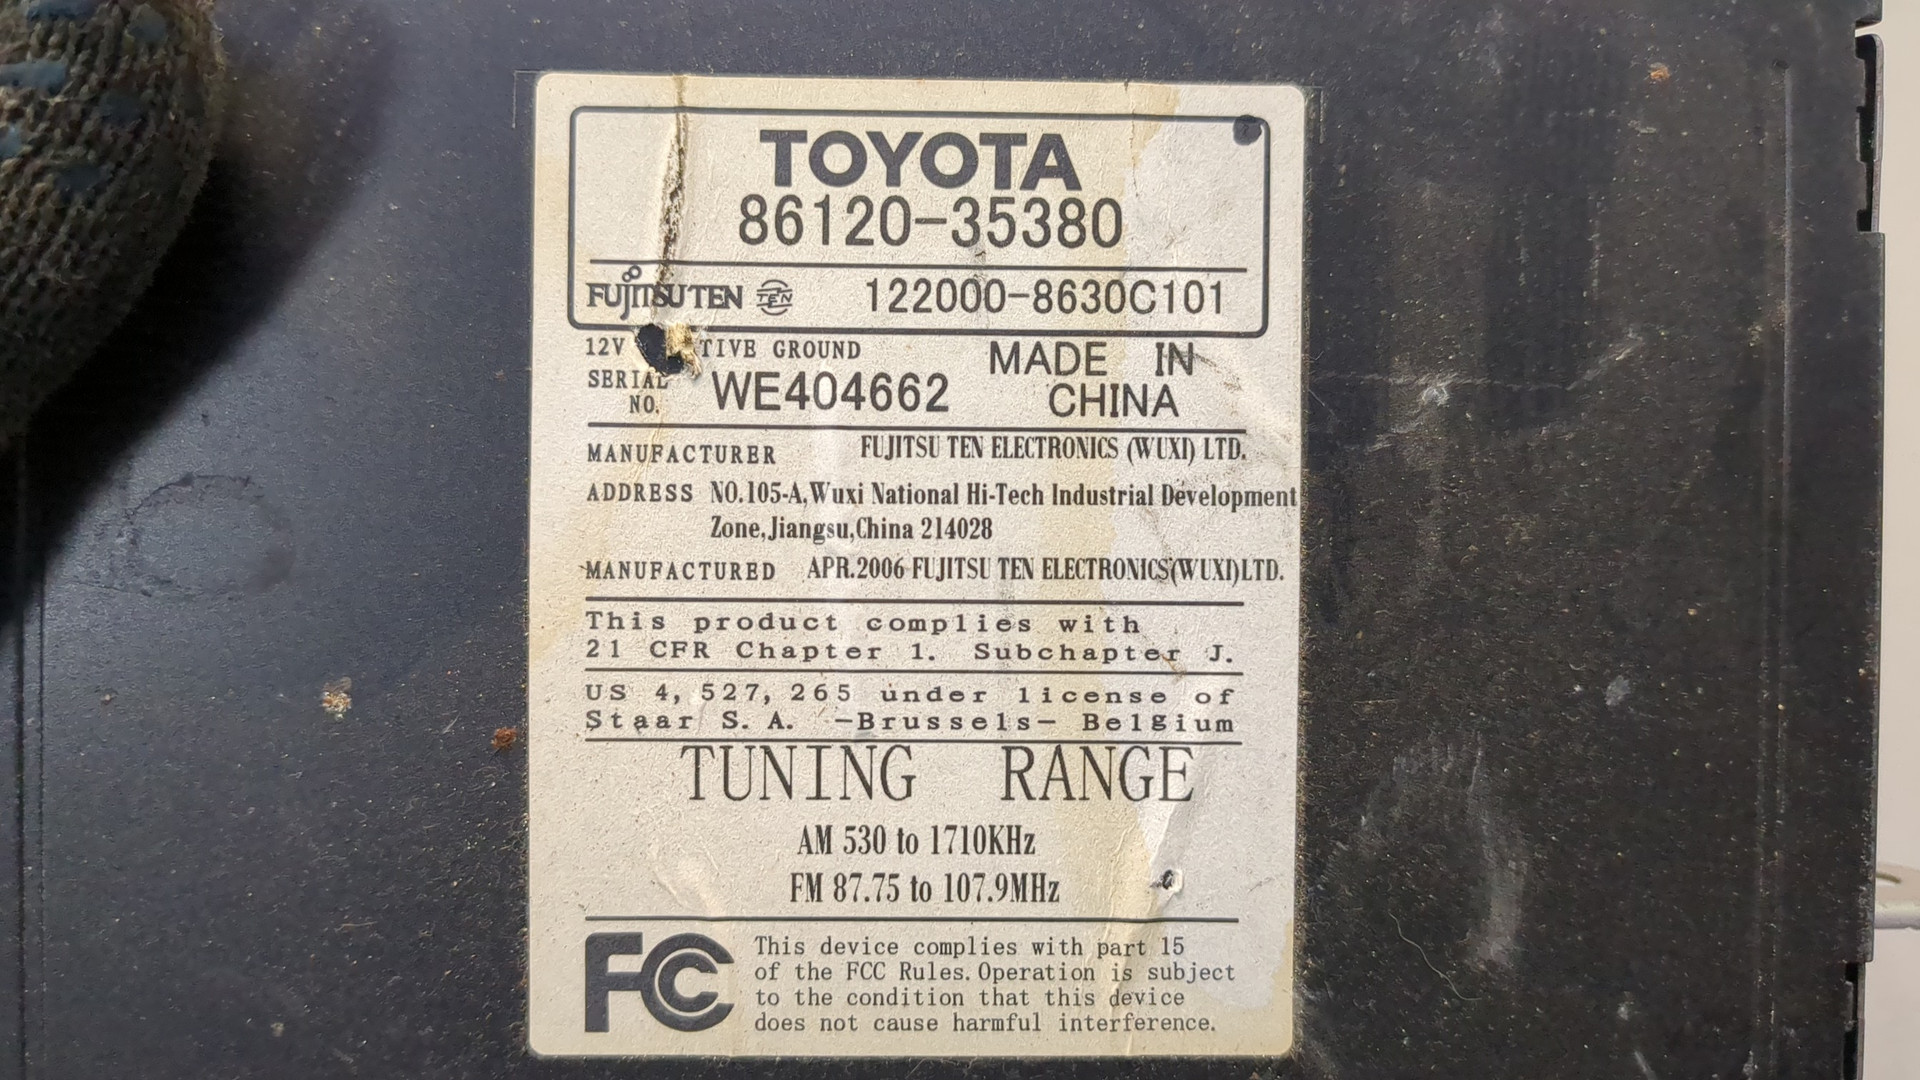 TOYOTA
86120-35380
FUJITSU TEN TEN 122000-8630C101
12V TIVE GROUND
MADE IN
CHINA
SERIAL
NO. WE404662
MANUFACTURER FUJITSU TEN ELECTRONICS (WUXI) LTD.
ADDRESS NO.105-A,Wuxi National Hi-Tech Industrial Development
Zone,Jiangsu,China 214028
MANUFACTURED APR.2006 FUJITSU TEN ELECTRONICS(WUXI)LTD.
This product complies with
21 CFR Chapter 1. Subchapter J.
US 4, 527, 265 under license of
Staar S. A. -Brussels- Belgium
TUNING RANGE
AM 530 to 1710KHz
FM 87.75 to 107.9MHz
FC
This device complies with part 15
of the FCC Rules. Operation is subject
to the condition that this device
does not cause harmful interference.